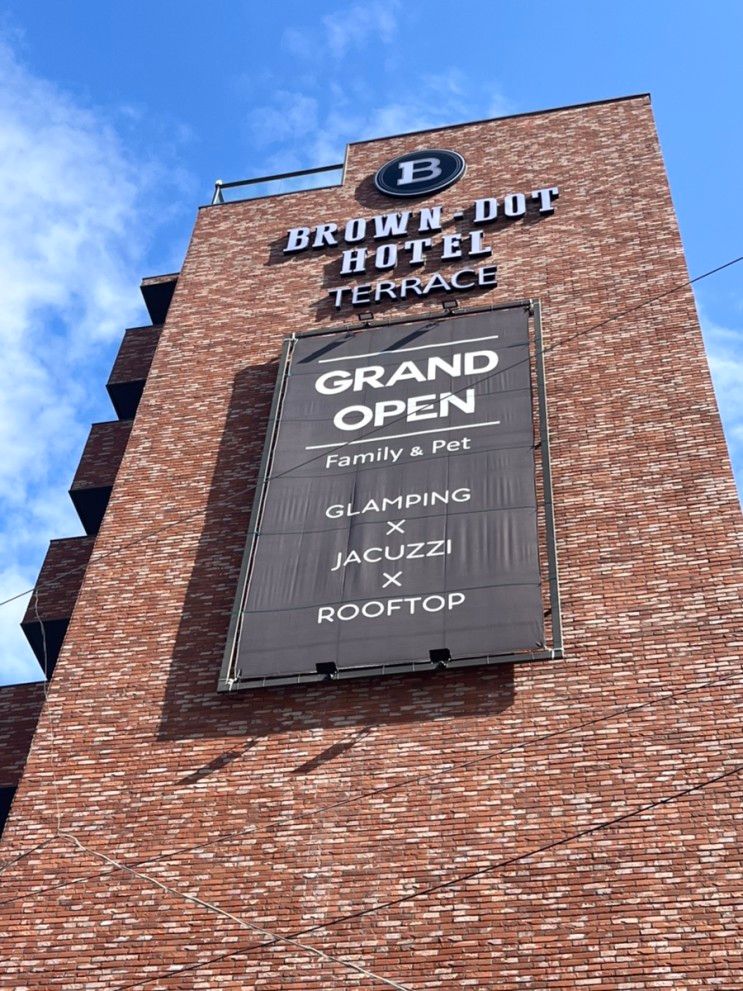 B
BROWN-DOT
HOTEL
TERRACE
GRAND
OPEN
Family & Pet
GLAMPING
X
JACUZZI
X
ROOFTOP